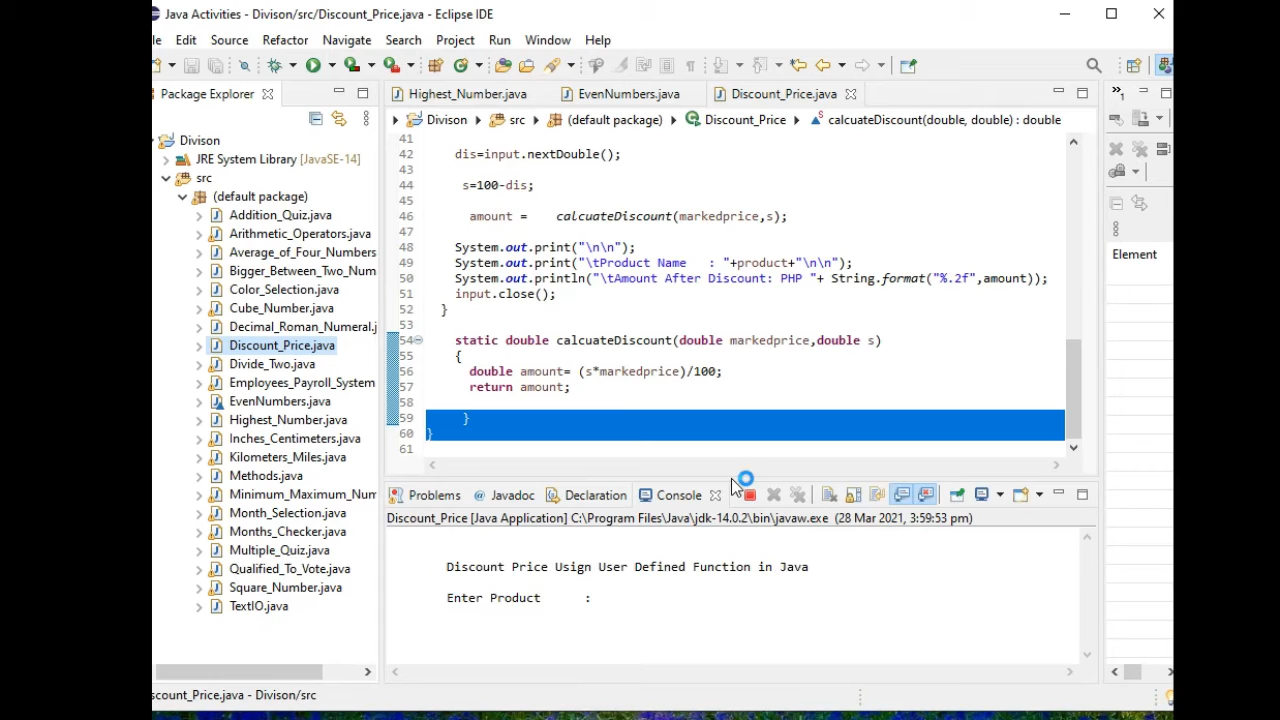 Java Activities - Divison/src/Discount_Price.java - Eclipse IDE
le Edit Source Refactor Navigate Search Project Run Window Help
Package Explorer
Highest_Number.java EvenNumbers.java Discount_Price.java
Divison src (default package) Discount_Price calcuateDiscount(double, double) : double
Divison
JRE System Library [JavaSE-14]
src
(default package)
Addition_Quiz.java
Arithmetic_Operators.java
Average_of_Four_Numbers
Bigger_Between_Two_Num
Color_Selection.java
Cube_Number.java
Decimal_Roman_Numeral.j
Discount_Price.java
Divide_Two.java
Employees_Payroll_System
EvenNumbers.java
Highest_Number.java
Inches_Centimeters.java
Kilometers_Miles.java
Methods.java
Minimum_Maximum_Num
Month_Selection.java
Months_Checker.java
Multiple_Quiz.java
Qualified_To_Vote.java
Square_Number.java
TextIO.java
41
42 dis=input.nextDouble();
43
44 s=100-dis;
45
46 amount = calcuateDiscount(markedprice,s);
47
48 System.out.print("\n\n");
49 System.out.print("\tProduct Name : "+product+"\n\n");
50 System.out.println("\tAmount After Discount: PHP "+ String.format("%.2f",amount));
51 input.close();
52 }
53
54 static double calcuateDiscount(double markedprice,double s)
55 {
56 double amount= (s*markedprice)/100;
57 return amount;
58
59 }
60 }
61
»1
Element
Problems @ Javadoc Declaration Console
Discount_Price [Java Application] C:\Program Files\Java\jdk-14.0.2\bin\javaw.exe (28 Mar 2021, 3:59:53 pm)
Discount Price Usign User Defined Function in Java
Enter Product :
scount_Price.java - Divison/src